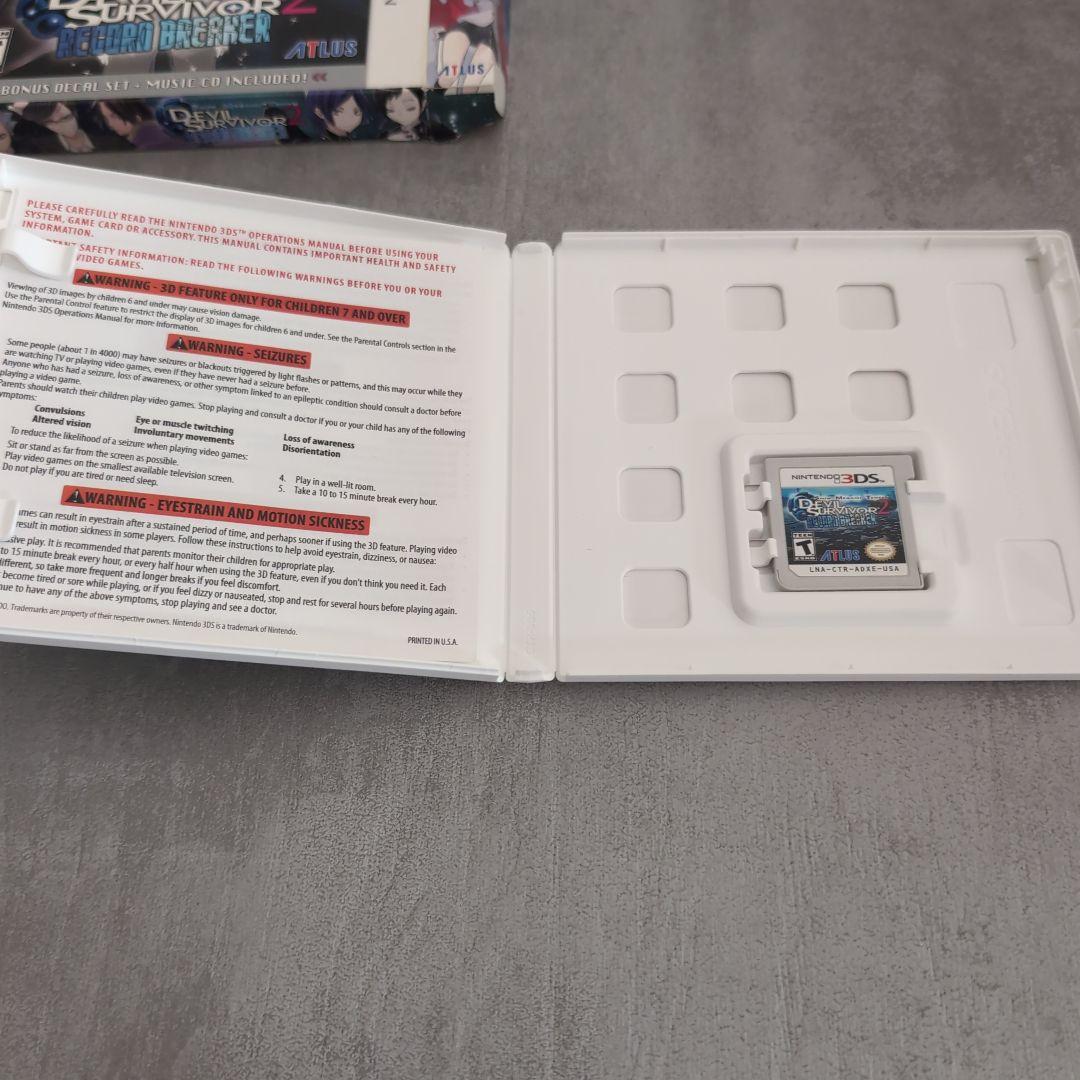 SURVIVOR 2
RECORD BREAKER
ATLUS
ATLUS
BONUS DECAL SET + MUSIC CD INCLUDED!
DEVIL
SURVIVOR 2
PLEASE CAREFULLY READ THE NINTENDO 3DS™ OPERATIONS MANUAL BEFORE USING YOUR
SYSTEM, GAME CARD OR ACCESSORY. THIS MANUAL CONTAINS IMPORTANT HEALTH AND SAFETY
INFORMATION.
SAFETY INFORMATION: READ THE FOLLOWING WARNINGS BEFORE YOU OR YOUR
VIDEO GAMES.
WARNING - 3D FEATURE ONLY FOR CHILDREN 7 AND OVER
Viewing of 3D images by children 6 and under may cause vision damage.
Use the Parental Control feature to restrict the display of 3D images for children 6 and under. See the Parental Controls section in the
Nintendo 3DS Operations Manual for more information.
WARNING - SEIZURES
Some people (about 1 in 4000) may have seizures or blackouts triggered by light flashes or patterns, and this may occur while they
are watching TV or playing video games, even if they have never had a seizure before.
Anyone who has had a seizure, loss of awareness, or other symptom linked to an epileptic condition should consult a doctor before
playing a video game.
Parents should watch their children play video games. Stop playing and consult a doctor if you or your child has any of the following
symptoms:
Convulsions Eye or muscle twitching Loss of awareness
Altered vision Involuntary movements Disorientation
To reduce the likelihood of a seizure when playing video games:
Sit or stand as far from the screen as possible.
Play video games on the smallest available television screen.
Do not play if you are tired or need sleep.
4. Play in a well-lit room.
5. Take a 10 to 15 minute break every hour.
WARNING - EYESTRAIN AND MOTION SICKNESS
ames can result in eyestrain after a sustained period of time, and perhaps sooner if using the 3D feature. Playing video
result in motion sickness in some players. Follow these instructions to help avoid eyestrain, dizziness, or nausea:
ssive play. It is recommended that parents monitor their children for appropriate play.
to 15 minute break every hour, or every half hour when using the 3D feature, even if you don't think you need it. Each
different, so take more frequent and longer breaks if you feel discomfort.
become tired or sore while playing, or if you feel dizzy or nauseated, stop and rest for several hours before playing again.
nue to have any of the above symptoms, stop playing and see a doctor.
DO. Trademarks are property of their respective owners. Nintendo 3DS is a trademark of Nintendo.
PRINTED IN U.S.A.
NINTENDO 3DS™
DEVIL
SURVIVOR 2
RECORD BREAKER
TEEN
T
ESRB
ATLUS
LNA-CTR-ADXE-USA